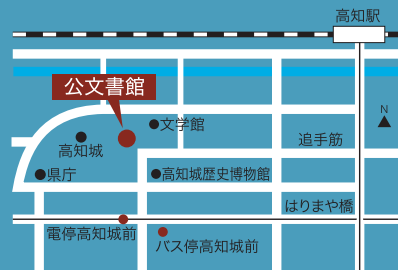 高知駅
公文書館
N
文学館
追手筋
高知城
県庁
高知城歴史博物館
はりまや橋
電停高知城前
バス停高知城前